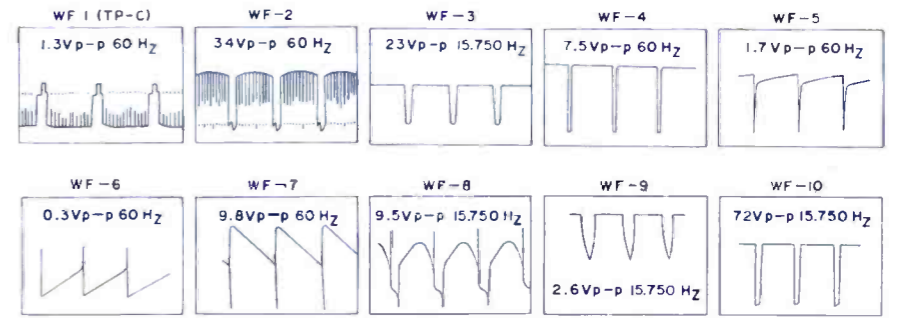 WF 1 (TP-C)
1.3Vp-p 60 HZ
WF-2
34Vp-p 60 HZ
WF-3
23Vp-p 15.750 HZ
WF-4
7.5Vp-p 60 HZ
WF-5
1.7Vp-p 60 HZ
WF-6
0.3Vp-p 60 HZ
WF-7
9.8Vp-p 60 HZ
WF-8
9.5Vp-p 15.750 HZ
WF-9
2.6Vp-p 15.750 HZ
WF-10
72Vp-p 15.750 HZ